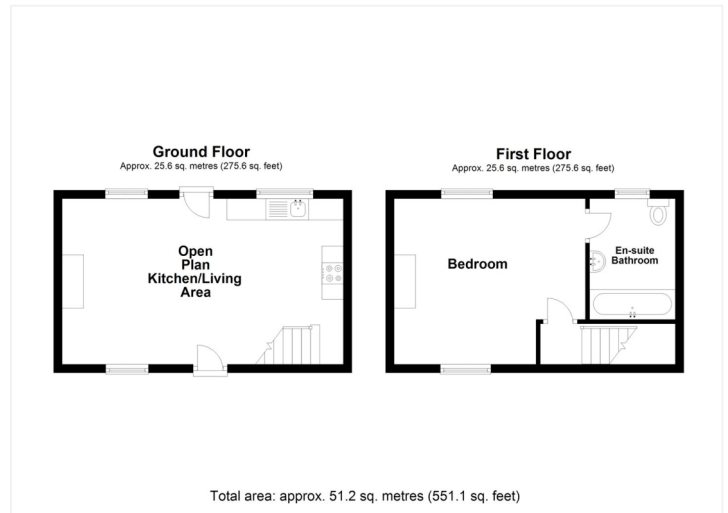 Ground Floor
Approx. 25.6 sq. metres (275.6 sq. feet)
Open
Plan
Kitchen/Living
Area
First Floor
Approx. 25.6 sq. metres (275.6 sq. feet)
Bedroom
En-suite
Bathroom
Total area: approx. 51.2 sq. metres (551.1 sq. feet)